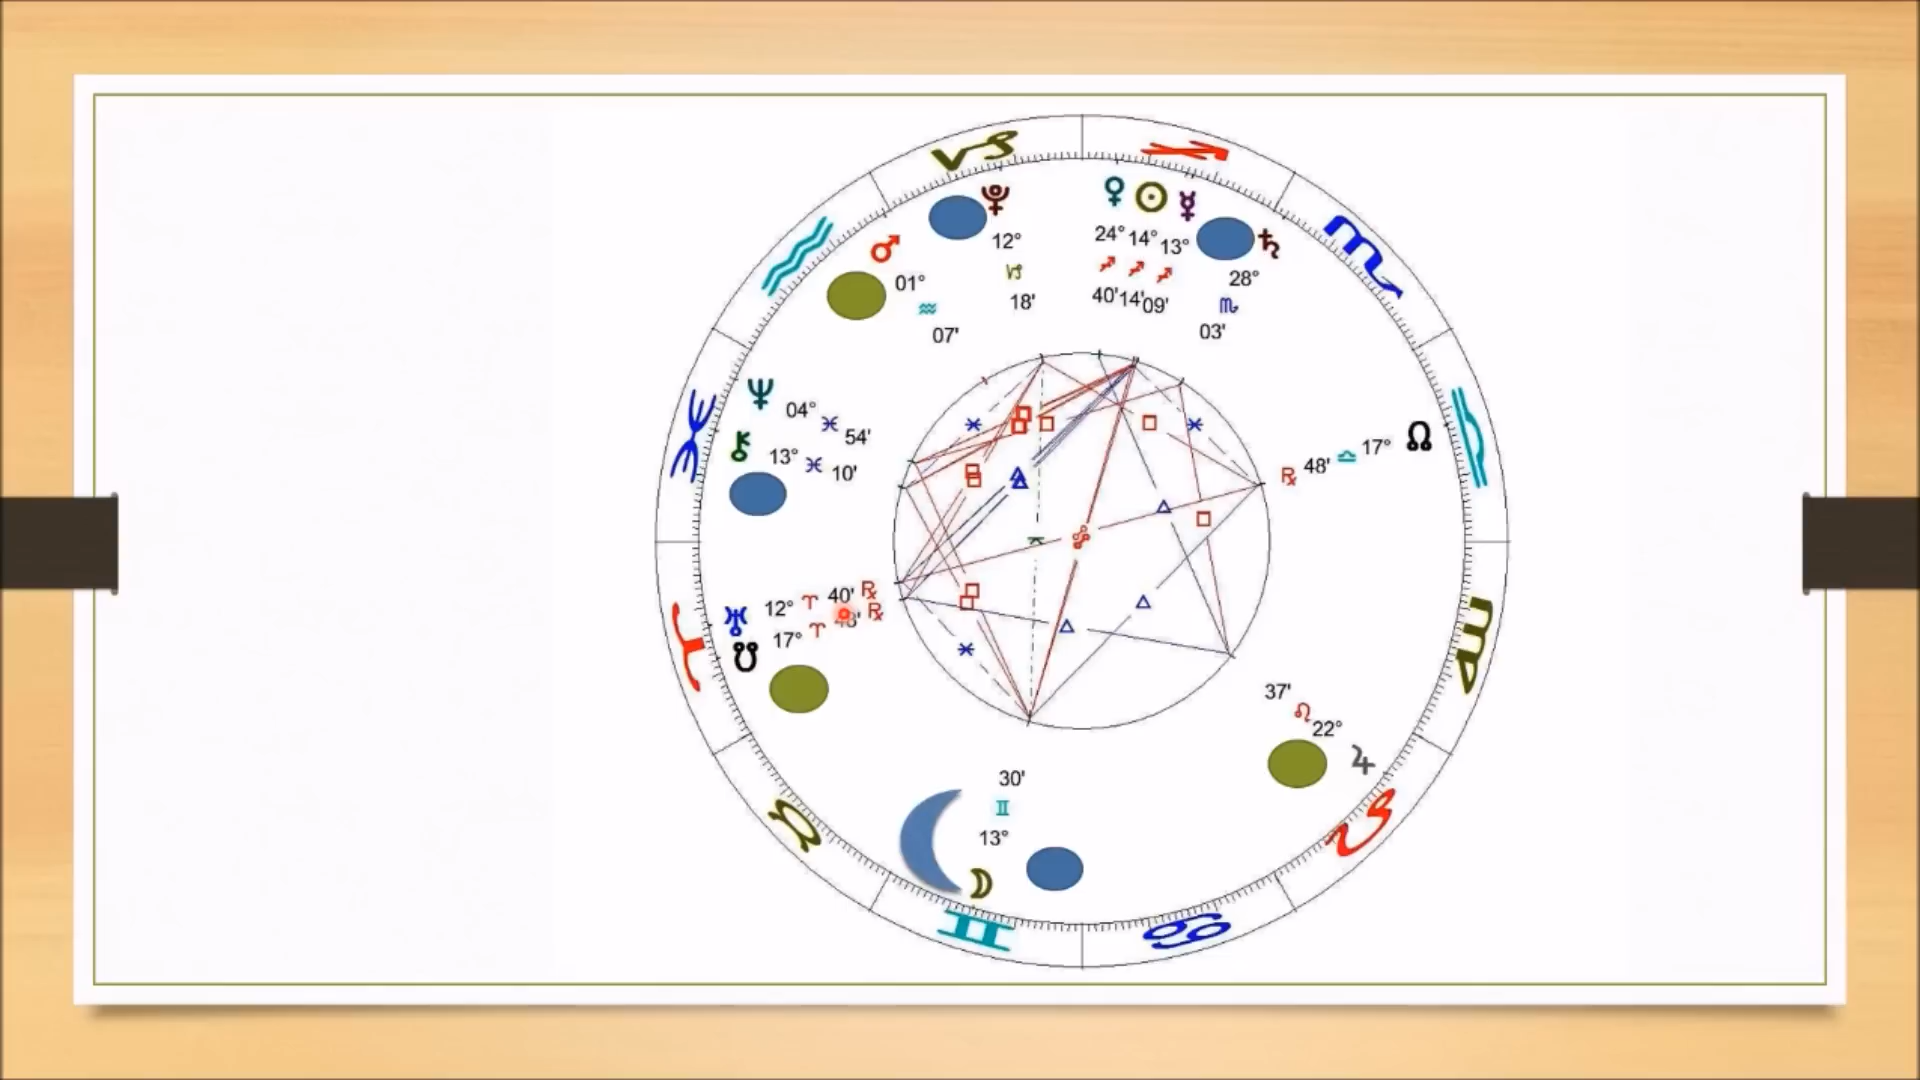 ♀ ☉ ☿
24° 14° 13°
♐ ♐ ♐
40' 14' 09'
♄
28°
♏
03'
♇
12°
♑
18'
♂
01°
♒
07'
♆ 04° ♓ 54'
⚷ 13° ♓ 10'
☊ 17° ♎ 48' ℞
♅ 12° ♈ 40' ℞
☋ 17° ♈ 48' ℞
37'
♌
22°
♃
30'
♊
13°
☽